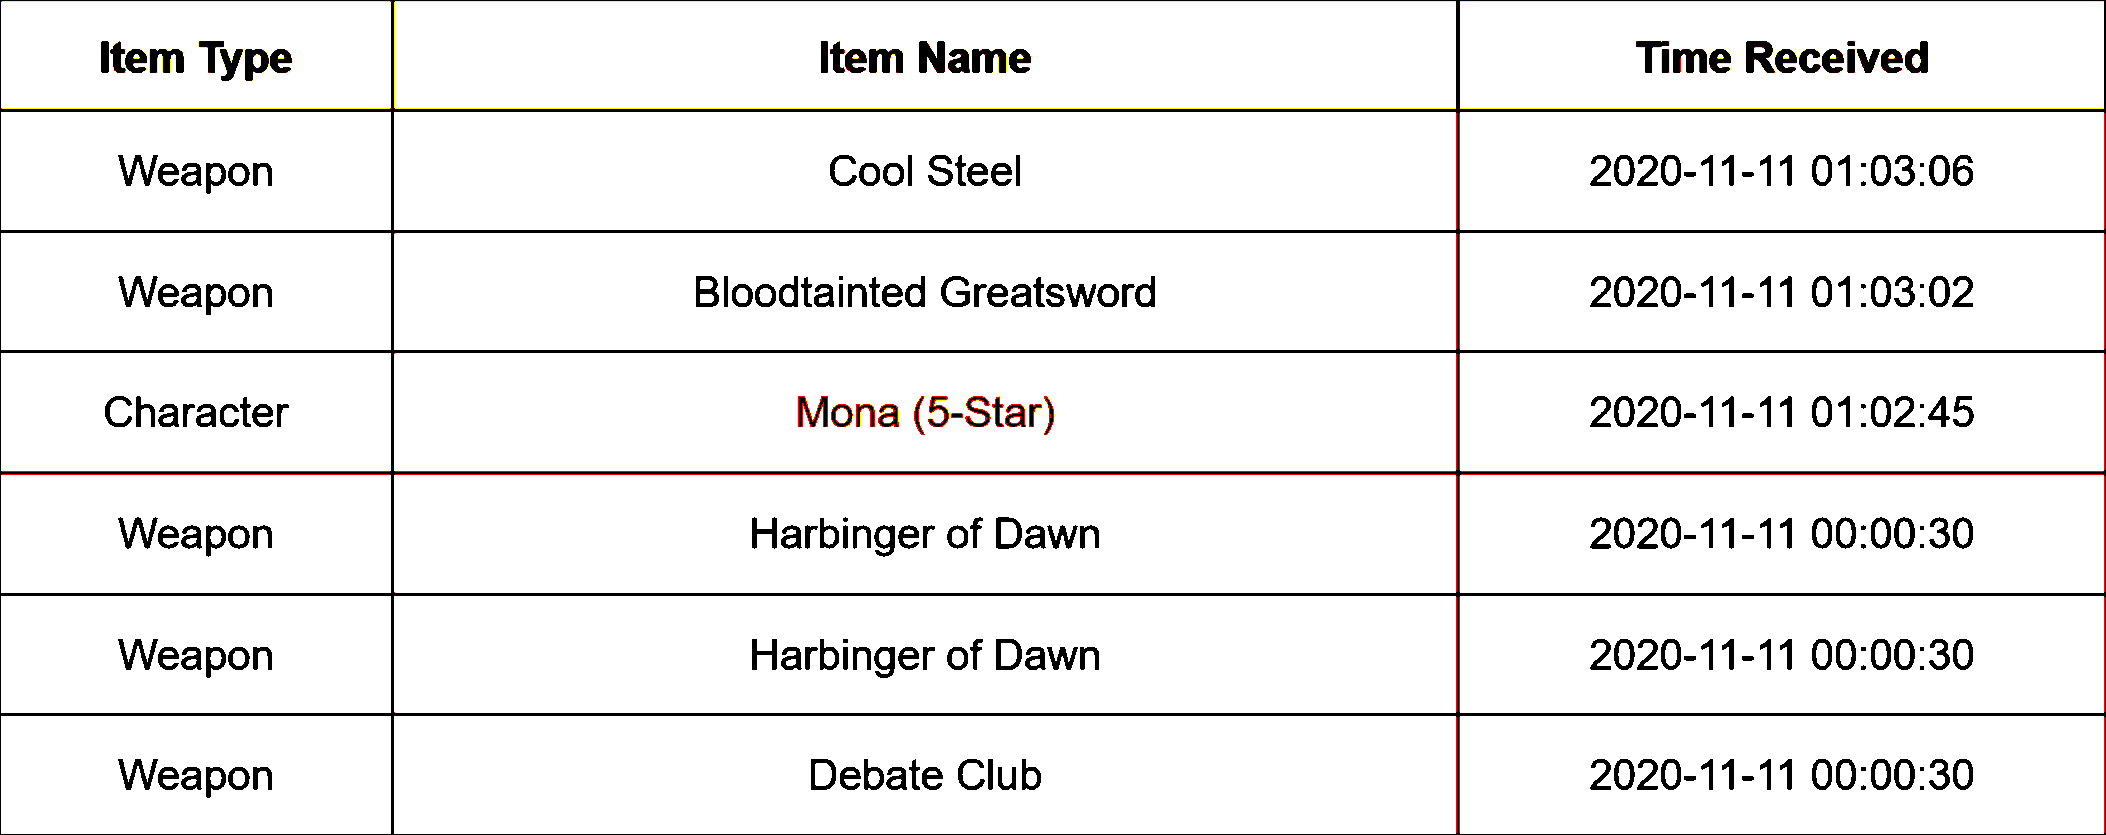 Item Type Item Name Time Received
Weapon Cool Steel 2020-11-11 01:03:06
Weapon Bloodtainted Greatsword 2020-11-11 01:03:02
Character Mona (5-Star) 2020-11-11 01:02:45
Weapon Harbinger of Dawn 2020-11-11 00:00:30
Weapon Harbinger of Dawn 2020-11-11 00:00:30
Weapon Debate Club 2020-11-11 00:00:30